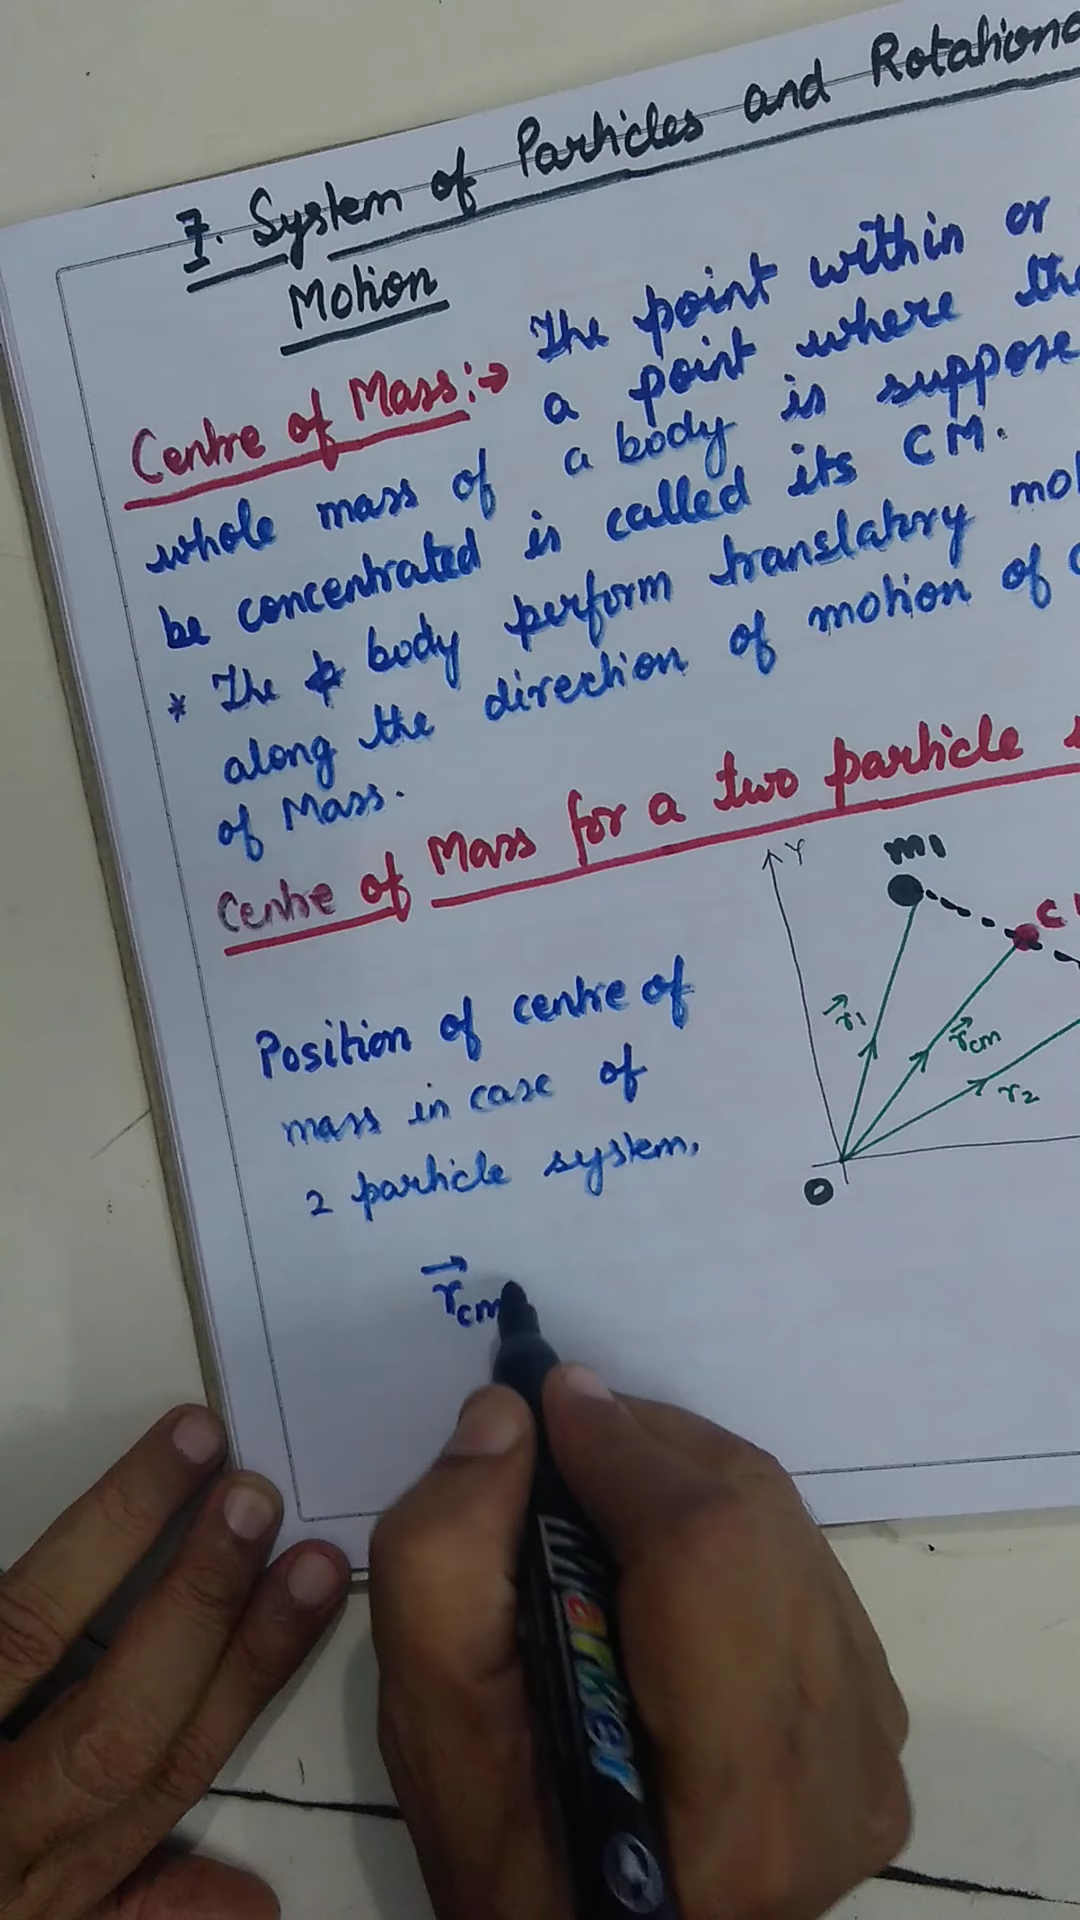 7. System of Particles and Rotationa
Motion
Centre of Mass:→ The point within or
a point where the
whole mass of a body is suppose
be concentrated is called its CM.
* The body perform translatory mot
along the direction of motion of C
of Mass.
Centre of Mass for a two particle s
Y
m1
C
r1
rcm
r2
O
Position of centre of
mass in case of
2 particle system,
rcm
Marker